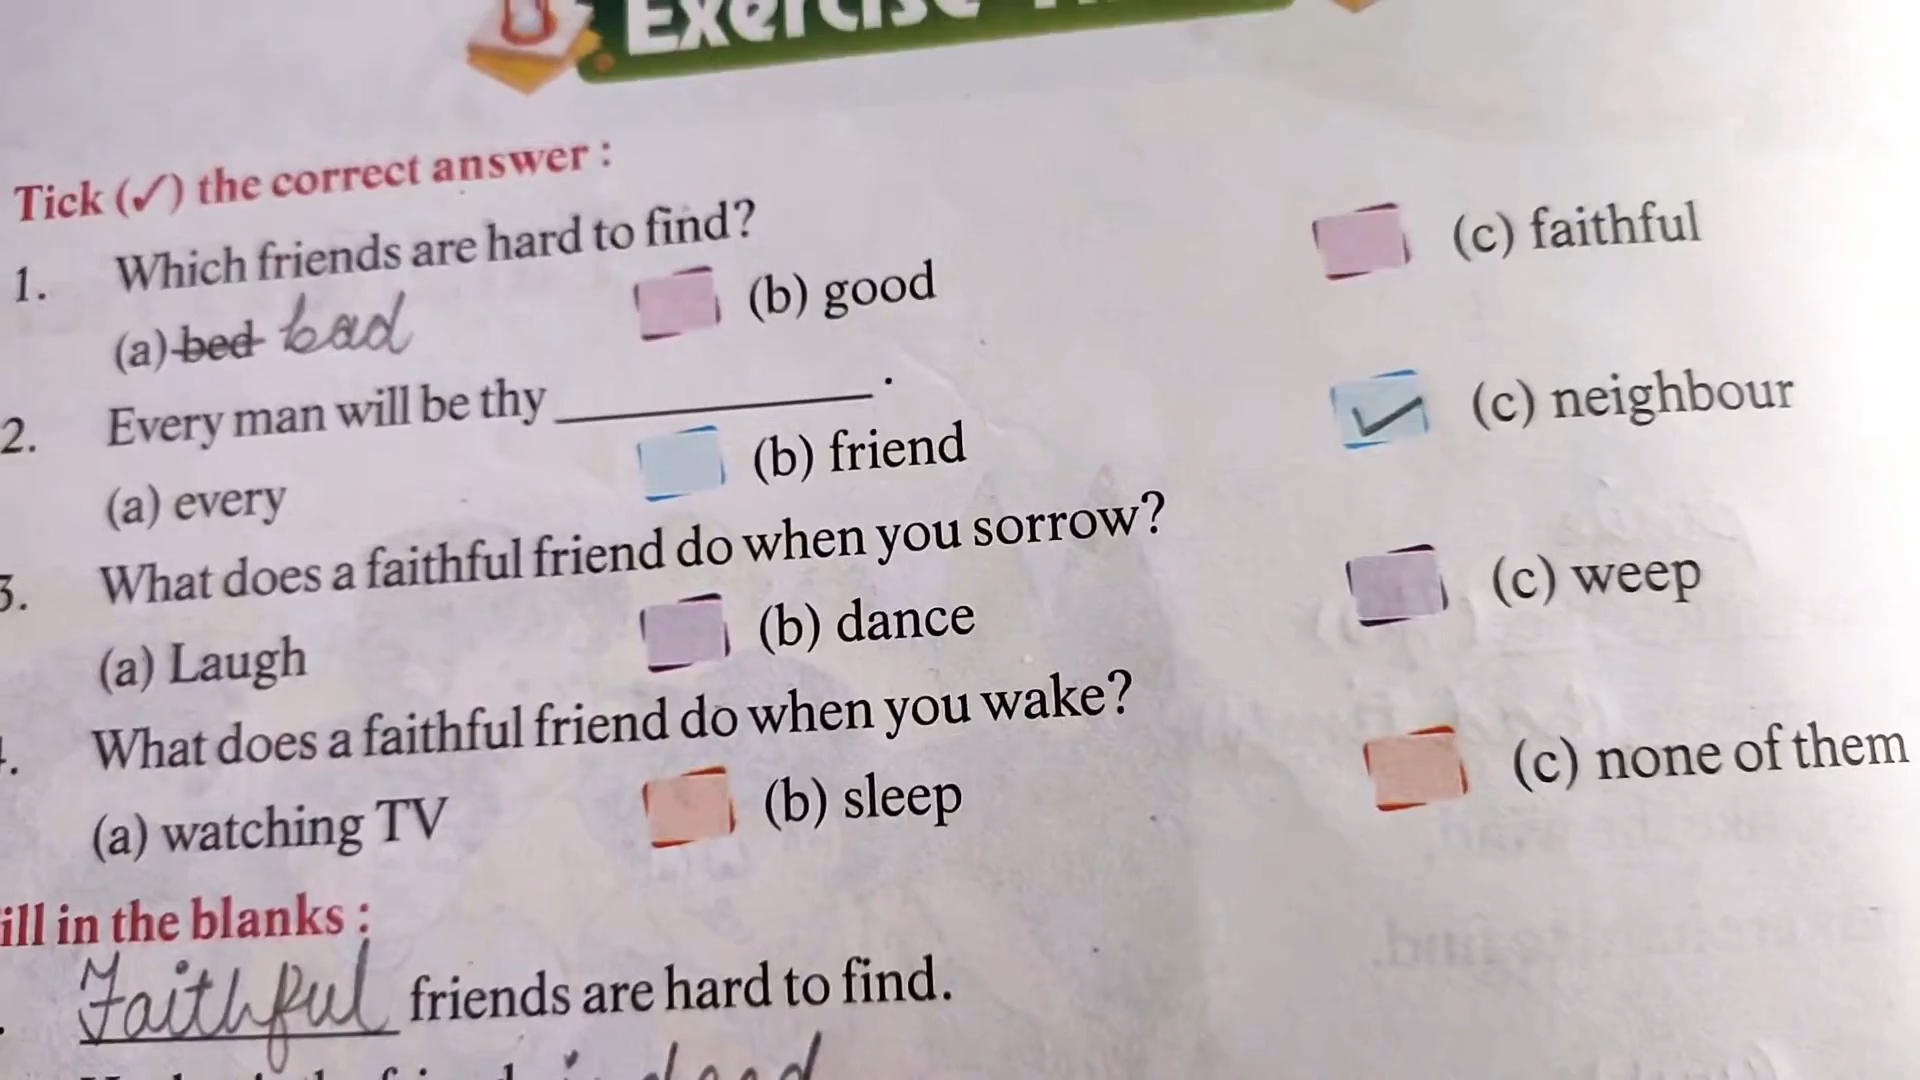 Exercise
Tick (✓) the correct answer :
1. Which friends are hard to find?
(a) bed bad (b) good (c) faithful
2. Every man will be thy ____________.
(a) every (b) friend ✓ (c) neighbour
3. What does a faithful friend do when you sorrow?
(a) Laugh (b) dance (c) weep
. What does a faithful friend do when you wake?
(a) watching TV (b) sleep (c) none of them
ill in the blanks :
. Faithful friends are hard to find.